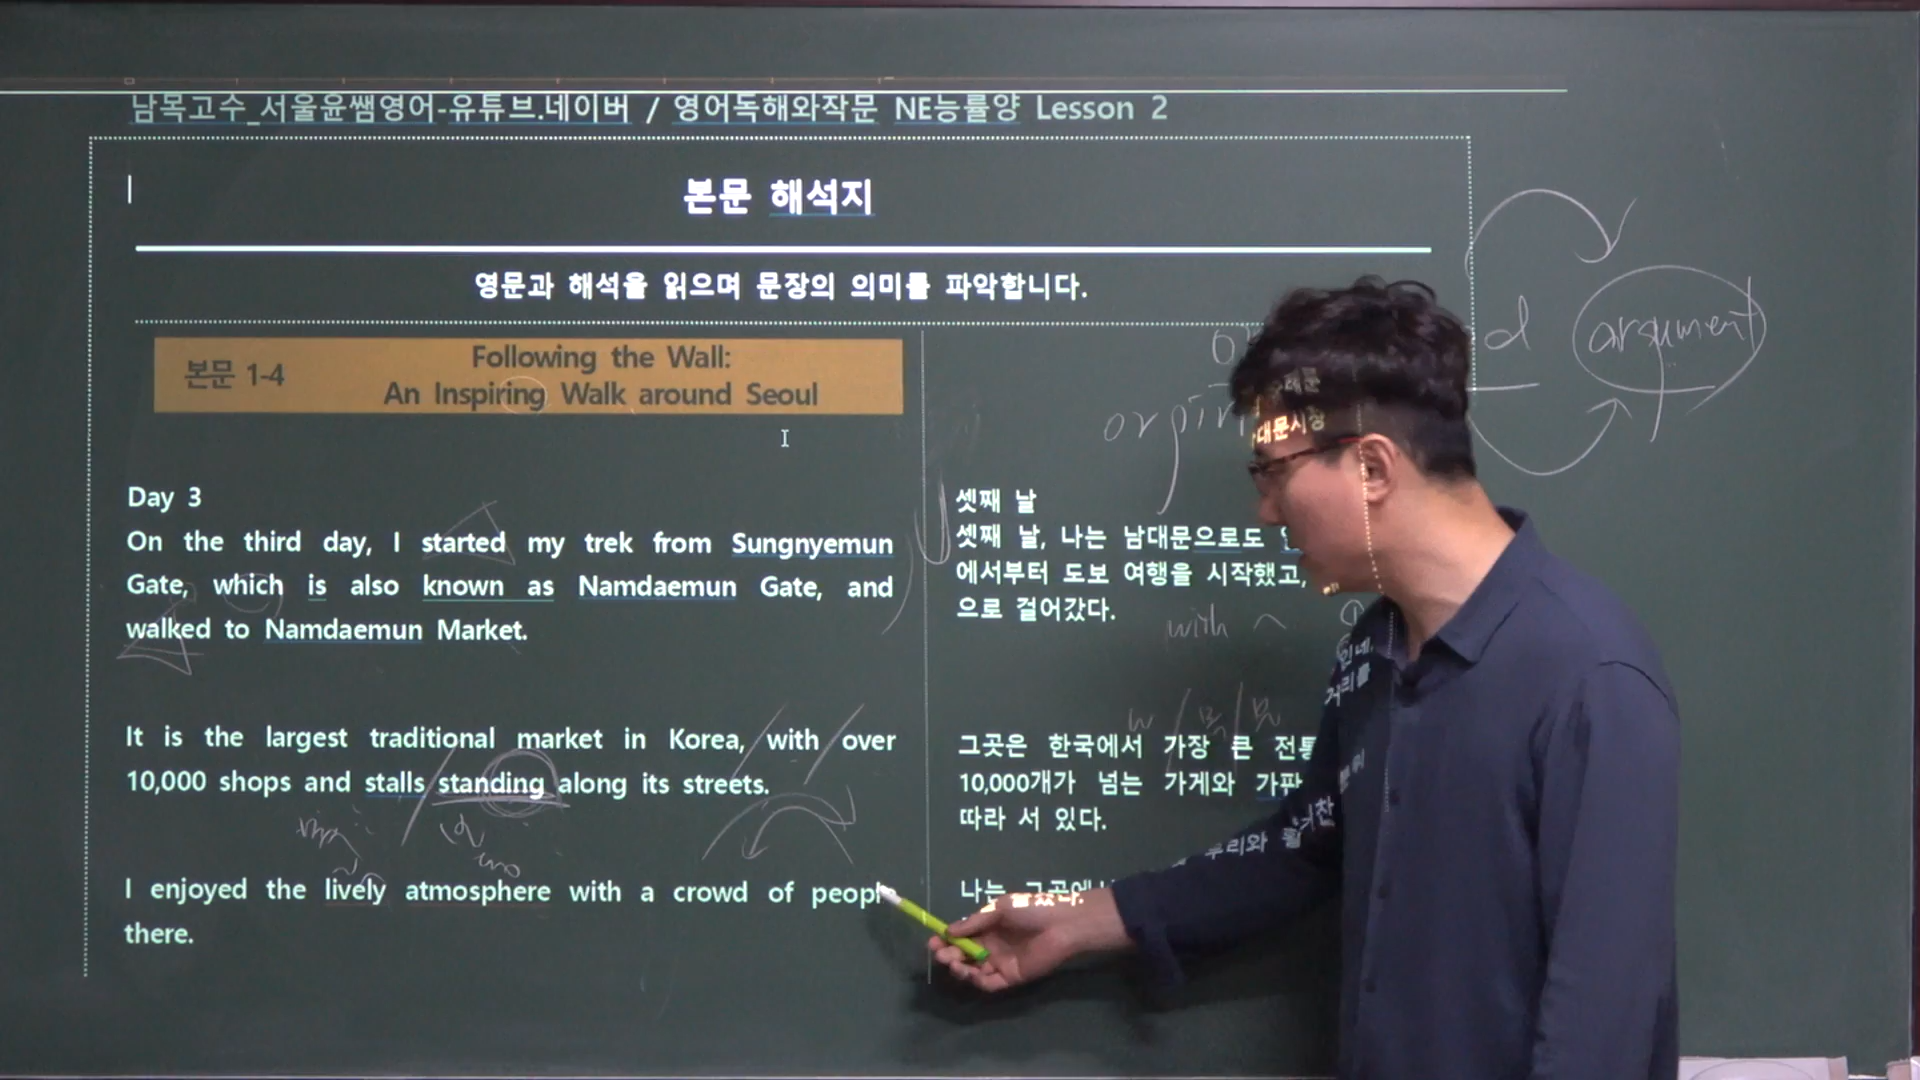 남목고수_서울윤쌤영어-유튜브.네이버 / 영어독해와작문 NE능률양 Lesson 2
본문 해석지
영문과 해석을 읽으며 문장의 의미를 파악합니다.
본문 1-4
Following the Wall:
An Inspiring Walk around Seoul
Day 3
On the third day, I started my trek from Sungnyemun
Gate, which is also known as Namdaemun Gate, and
walked to Namdaemun Market.
It is the largest traditional market in Korea, with over
10,000 shops and stalls standing along its streets.
I enjoyed the lively atmosphere with a crowd of
there.
셋째 날
셋째 날, 나는 남대문으로도
에서부터 도보 여행을 시작했고,
으로 걸어갔다.
그곳은 한국에서 가장 큰
10,000개가 넘는 가게와
따라 서 있다.
나는
d
argument
with